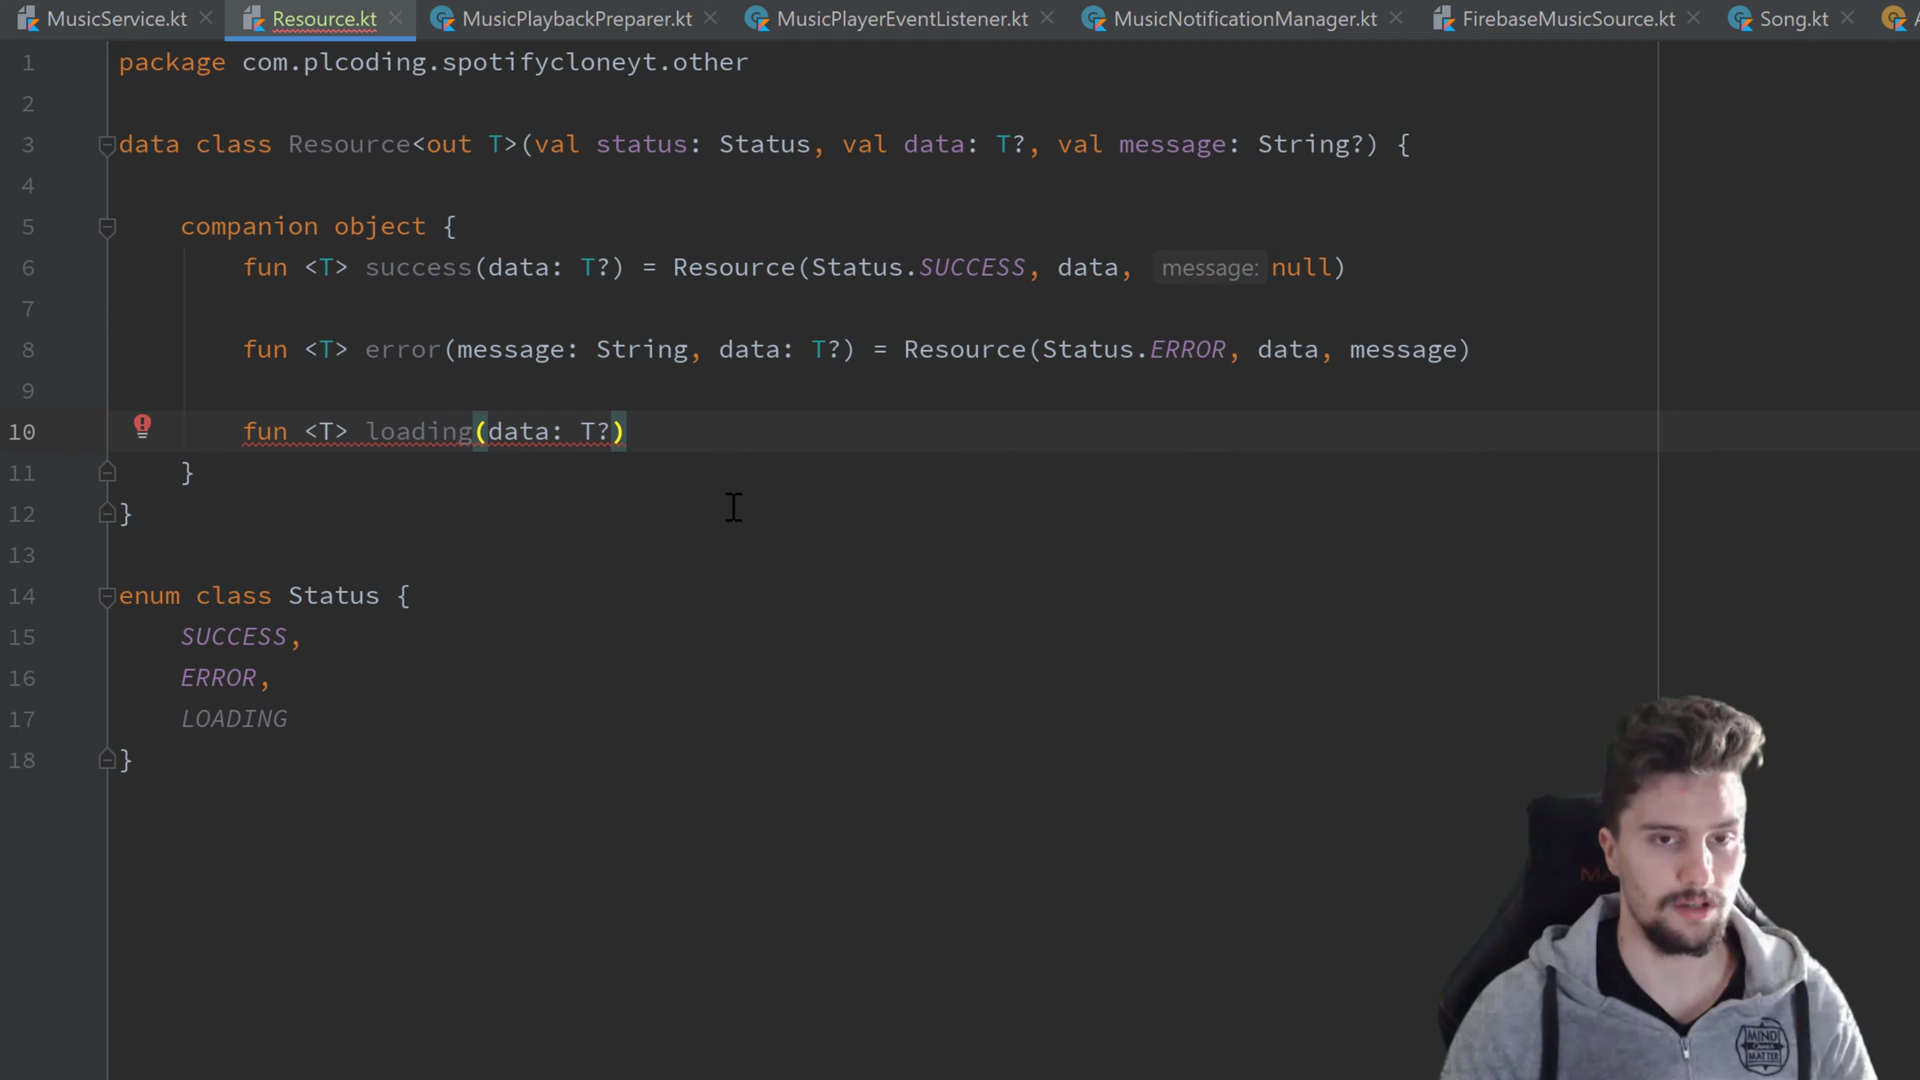 MusicService.kt Resource.kt MusicPlaybackPreparer.kt MusicPlayerEventListener.kt MusicNotificationManager.kt FirebaseMusicSource.kt Song.kt
1 package com.plcoding.spotifycloneyt.other
2
3 data class Resource<out T>(val status: Status, val data: T?, val message: String?) {
4
5 companion object {
6 fun <T> success(data: T?) = Resource(Status.SUCCESS, data, message: null)
7
8 fun <T> error(message: String, data: T?) = Resource(Status.ERROR, data, message)
9
10 fun <T> loading(data: T?)
11 }
12 }
13
14 enum class Status {
15 SUCCESS,
16 ERROR,
17 LOADING
18 }
MIND
MATTER